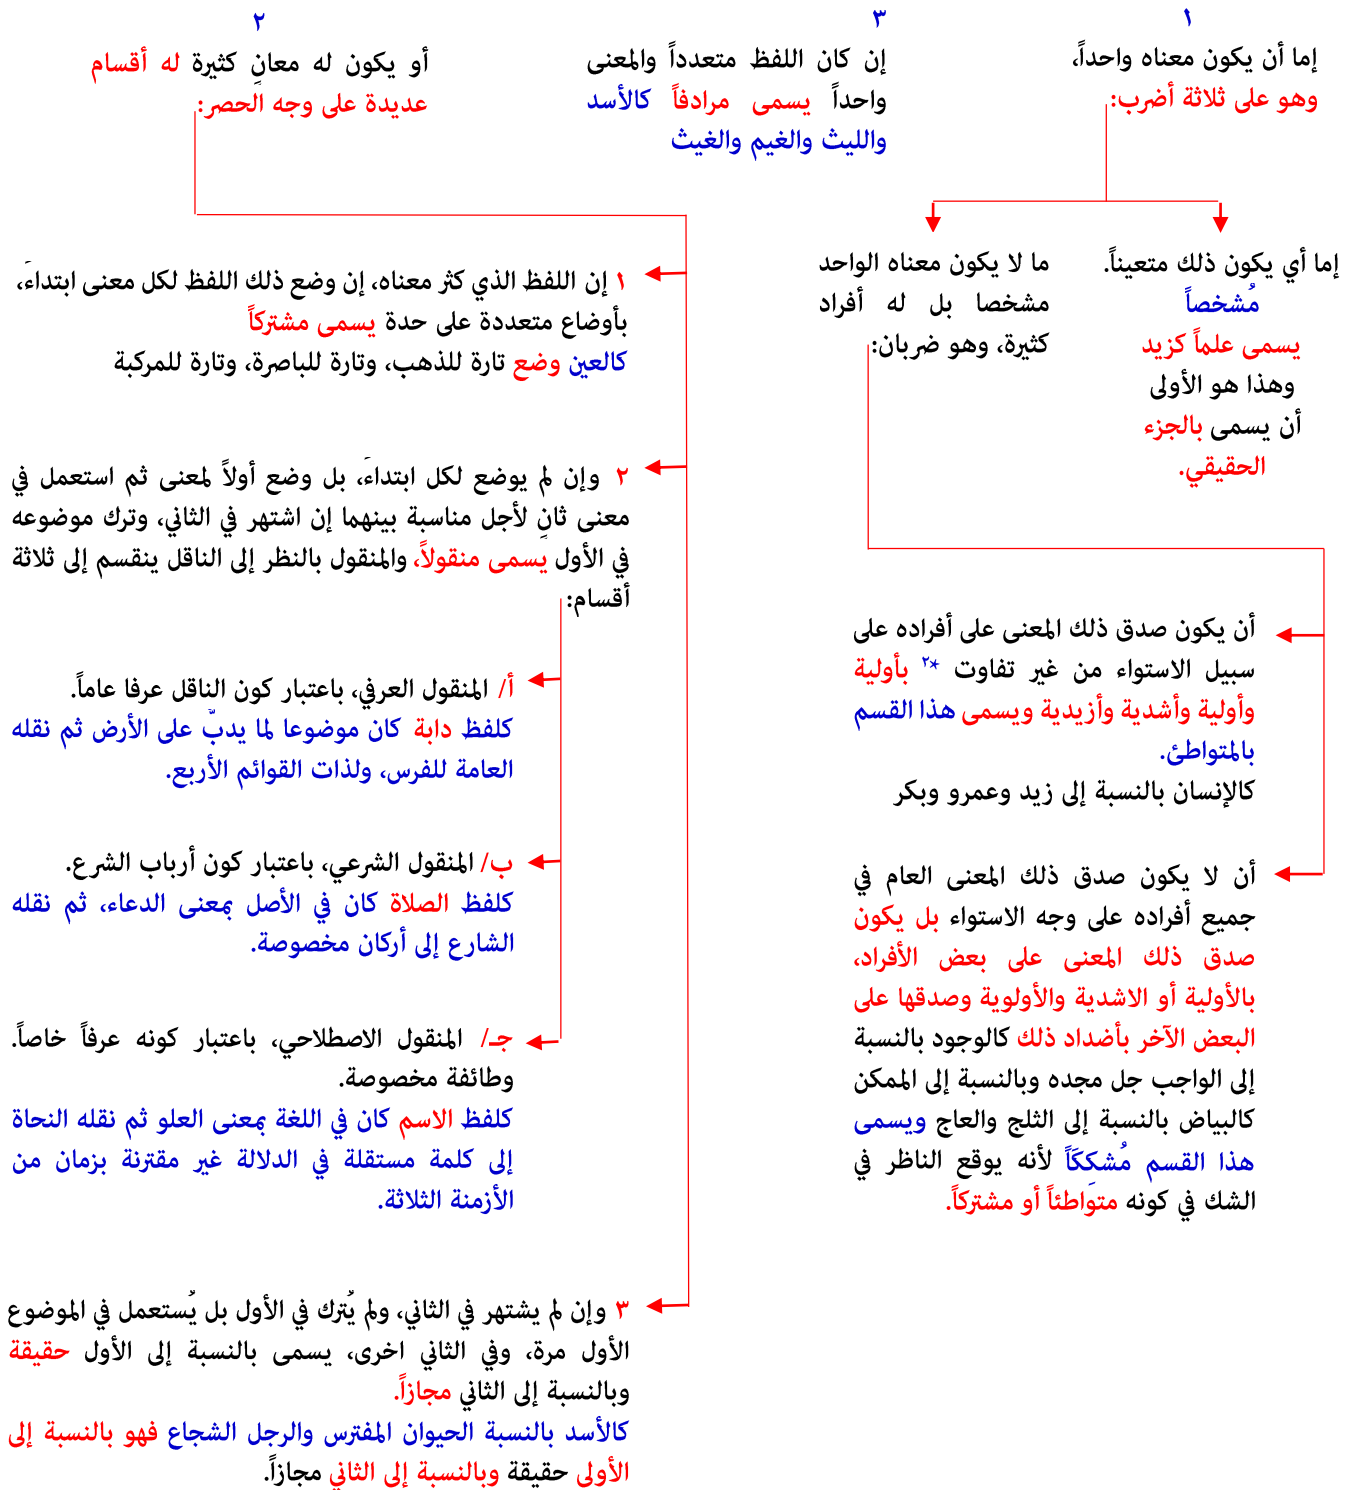 ١
إما أن يكون معناه واحداً،
وهو على ثلاثة أضرب:
إما أي يكون ذلك متعيناً.
مُشخصاً
يسمى علماً كزيد
وهذا هو الأولى
أن يسمى بالجزء
الحقيقي.
ما لا يكون معناه الواحد
مشخصا بل له أفراد
كثيرة، وهو ضربان:
أن يكون صدق ذلك المعنى على أفراده على
سبيل الاستواء من غير تفاوت *٢ بأولية
وأولية وأشدية وأزيدية ويسمى هذا القسم
بالمتواطئ.
كالإنسان بالنسبة إلى زيد وعمرو وبكر
أن لا يكون صدق ذلك المعنى العام في
جميع أفراده على وجه الاستواء بل يكون
صدق ذلك المعنى على بعض الأفراد،
بالأولية أو الاشدية والأولوية وصدقها على
البعض الآخر بأضداد ذلك كالوجود بالنسبة
إلى الواجب جل مجده وبالنسبة إلى الممكن
كالبياض بالنسبة إلى الثلج والعاج ويسمى
هذا القسم مُشكِكَاً لأنه يوقع الناظر في
الشك في كونه متواطئاً أو مشتركاً.
٣
إن كان اللفظ متعدداً والمعنى
واحداً يسمى مرادفاً كالأسد
والليث والغيم والغيث
٢
أو يكون له معانٍ كثيرة له أقسام
عديدة على وجه الحصر:
١ إن اللفظ الذي كثر معناه، إن وضع ذلك اللفظ لكل معنى ابتداءَ،
بأوضاع متعددة على حدة يسمى مشتركاً
كالعين وضع تارة للذهب، وتارة للباصرة، وتارة للمركبة
٢ وإن لم يوضع لكل ابتداءَ، بل وضع أولاً لمعنى ثم استعمل في
معنى ثانٍ لأجل مناسبة بينهما إن اشتهر في الثاني، وترك موضوعه
في الأول يسمى منقولاً، والمنقول بالنظر إلى الناقل ينقسم إلى ثلاثة
أقسام:
أ/ المنقول العرفي، باعتبار كون الناقل عرفا عاماً.
كلفظ دابة كان موضوعا لما يدبّ على الأرض ثم نقله
العامة للفرس، ولذات القوائم الأربع.
ب/ المنقول الشرعي، باعتبار كون أرباب الشرع.
كلفظ الصلاة كان في الأصل بمعنى الدعاء، ثم نقله
الشارع إلى أركان مخصوصة.
جـ/ المنقول الاصطلاحي، باعتبار كونه عرفاً خاصاً.
وطائفة مخصوصة.
كلفظ الاسم كان في اللغة بمعنى العلو ثم نقله النحاة
إلى كلمة مستقلة في الدلالة غير مقترنة بزمان من
الأزمنة الثلاثة.
٣ وإن لم يشتهر في الثاني، ولم يُترك في الأول بل يُستعمل في الموضوع
الأول مرة، وفي الثاني اخرى، يسمى بالنسبة إلى الأول حقيقة
وبالنسبة إلى الثاني مجازاً.
كالأسد بالنسبة الحيوان المفترس والرجل الشجاع فهو بالنسبة إلى
الأولى حقيقة وبالنسبة إلى الثاني مجازاً.